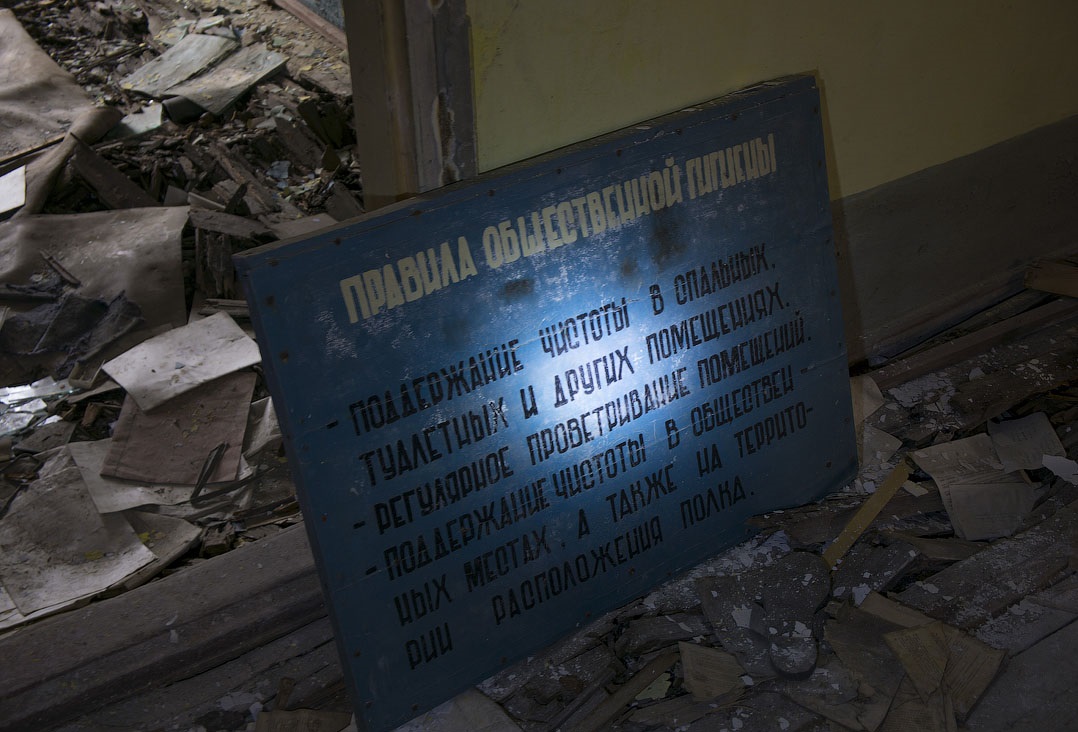 ПРАВИЛА ОБЩЕСТВЕННОЙ ГИГИЕНЫ
- ПОДДЕРЖАНИЕ ЧИСТОТЫ В СПАЛЬНЫХ,
ТУАЛЕТНЫХ И ДРУГИХ ПОМЕЩЕНИЯХ.
- РЕГУЛЯРНОЕ ПРОВЕТРИВАНИЕ ПОМЕЩЕНИЙ.
- ПОДДЕРЖАНИЕ ЧИСТОТЫ В ОБЩЕСТВЕН-
НЫХ МЕСТАХ, А ТАКЖЕ НА ТЕРРИТО-
РИИ РАСПОЛОЖЕНИЯ ПОЛКА.